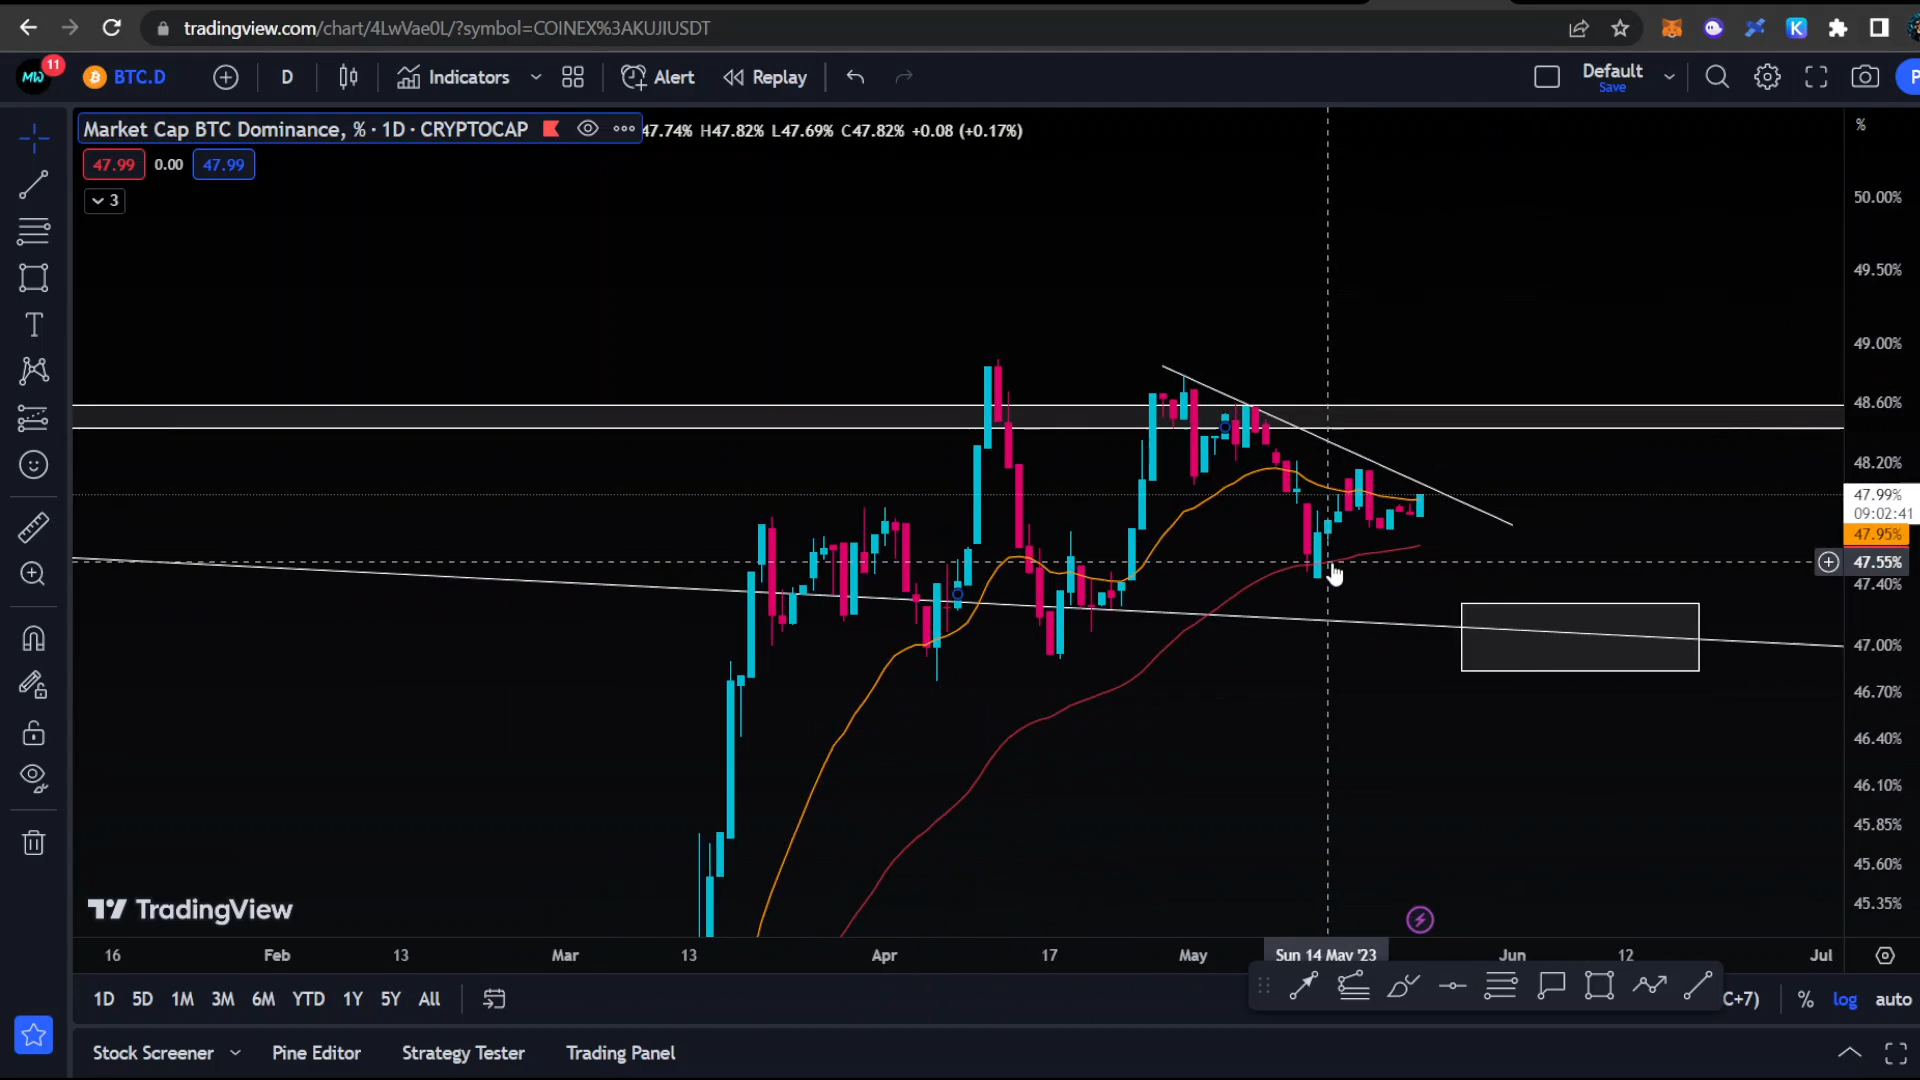 tradingview.com/chart/4LwVae0L/?symbol=COINEX%3AKUJIUSDT
K
MW 11 BTC.D D Indicators Alert Replay Default P
Save
Market Cap BTC Dominance, % · 1D · CRYPTOCAP 47.74% H47.82% L47.69% C47.82% +0.08 (+0.17%) %
47.99 0.00 47.99
3
50.00%
49.50%
49.00%
48.60%
48.20%
47.99%
09:02:41
47.95%
47.55%
47.40%
47.00%
46.70%
46.40%
46.10%
45.85%
45.60%
45.35%
TradingView
16 Feb 13 Mar 13 Apr 17 May Sun 14 May '23 Jun 12 Jul
1D 5D 1M 3M 6M YTD 1Y 5Y All C+7) % log auto
Stock Screener Pine Editor Strategy Tester Trading Panel